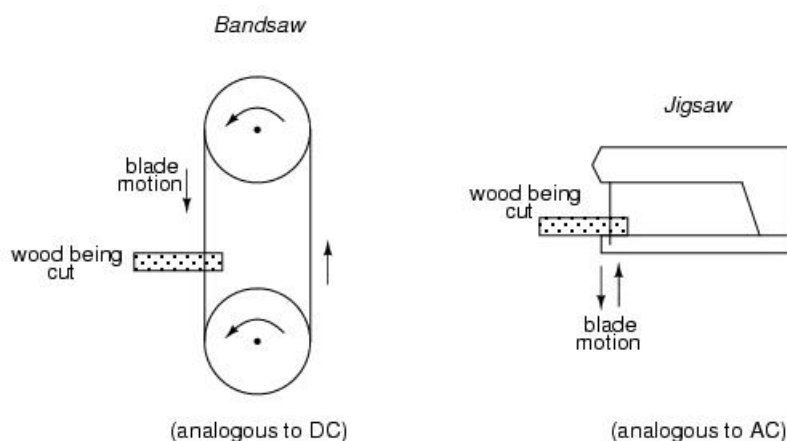 Bandsaw
blade
motion
wood being
cut
(analogous to DC)
Jigsaw
wood being
cut
blade
motion
(analogous to AC)